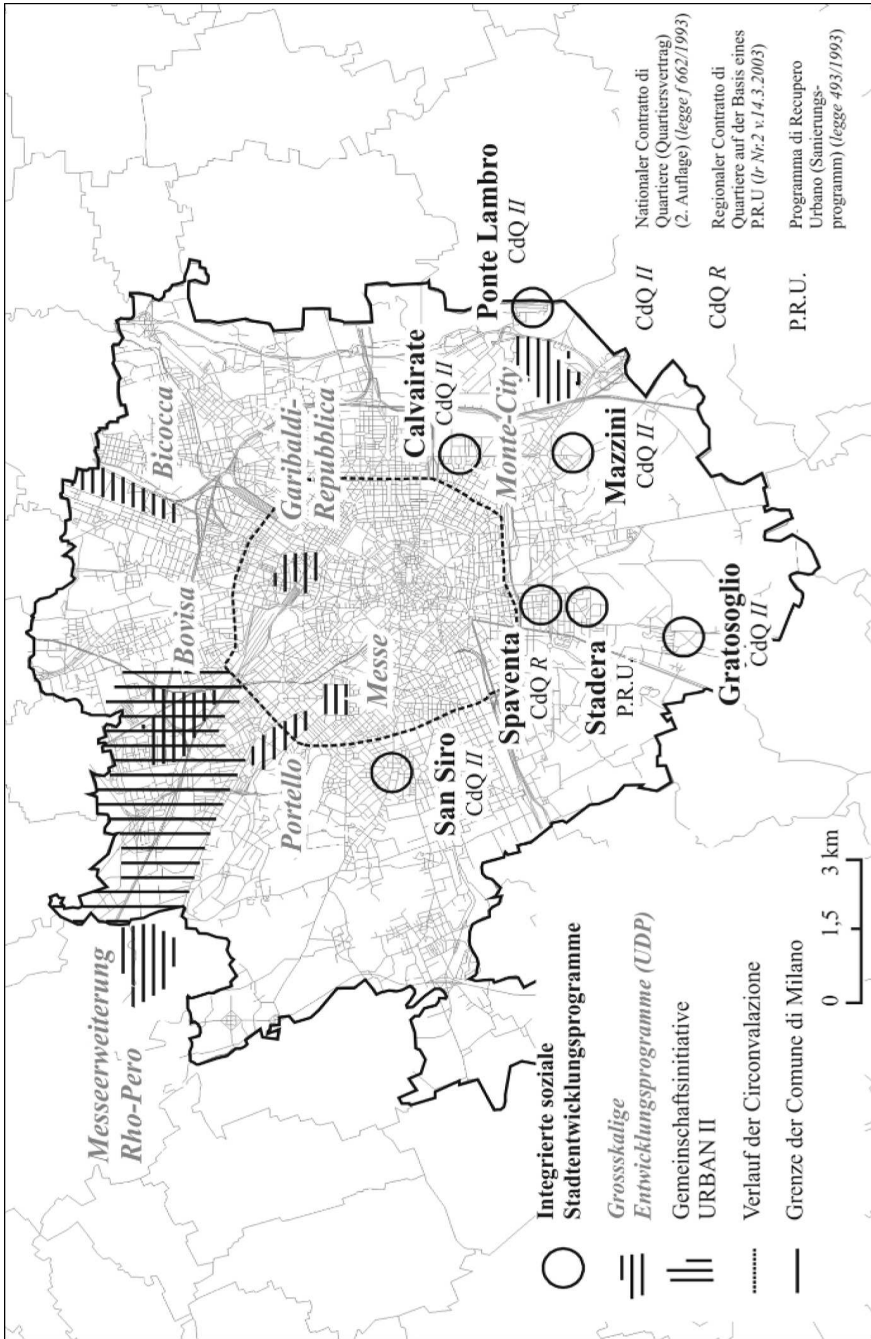 Messeerweiterung
Rho-Pero
Bovisa
Bicocca
Portello
Messe
Garibaldi-
Repubblica
San Siro
CdQ II
Spaventa
CdQ R
Stadera
P.R.U.
Gratosoglio
CdQ II
Calvairate
CdQ II
Monte-City
Mazzini
CdQ II
Ponte Lambro
CdQ II
Integrierte soziale
Stadtentwicklungsprogramme
Grossskalige
Entwicklungsprogramme (UDP)
Gemeinschaftsinitiative
URBAN II
Verlauf der Circonvalazione
Grenze der Comune di Milano
0 1,5 3 km
CdQ II
Nationaler Contratto di
Quartiere (Quartiersvertrag)
(2. Auflage) (legge f 662/1993)
CdQ R
Regionaler Contratto di
Quartiere auf der Basis eines
P.R.U (lr Nr.2 v.14.3.2003)
P.R.U.
Programma di Recupero
Urbano (Sanierungs-
programm) (legge 493/1993)